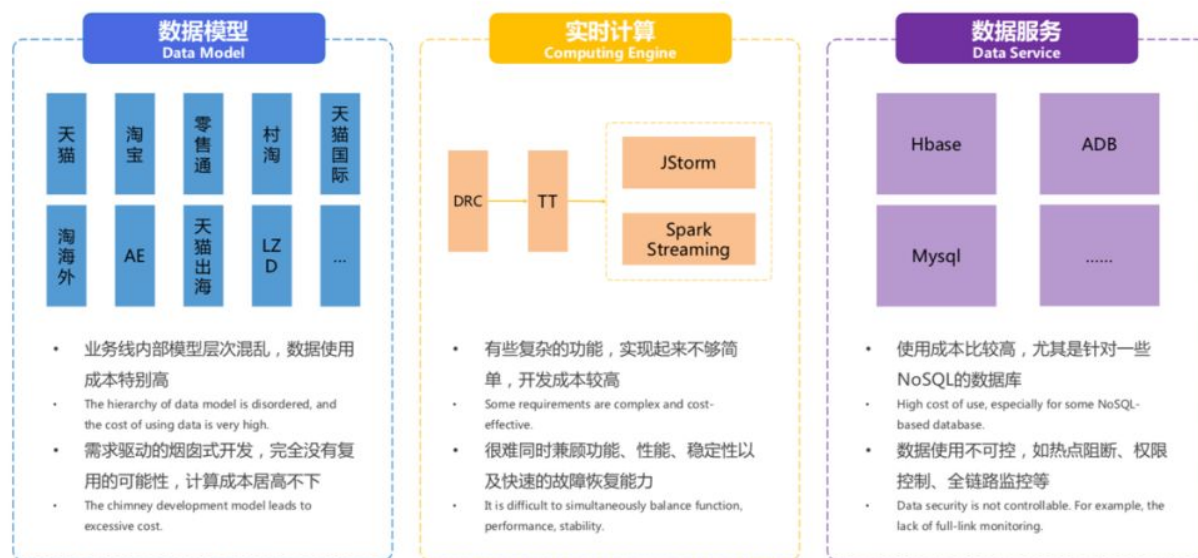 数据模型
Data Model
天猫
淘宝
零售通
村淘
天猫国际
淘海外
AE
天猫出海
LZ
D
...
• 业务线内部模型层次混乱，数据使用
成本特别高
• The hierarchy of data model is disordered, and
the cost of using data is very high.
• 需求驱动的烟囱式开发，完全没有复
用的可能性，计算成本居高不下
• The chimney development model leads to
excessive cost.
实时计算
Computing Engine
DRC
TT
JStorm
Spark
Streaming
• 有些复杂的功能，实现起来不够简
单，开发成本较高
• Some requirements are complex and cost-
effective.
• 很难同时兼顾功能、性能、稳定性以
及快速的故障恢复能力
• It is difficult to simultaneously balance function,
performance, stability.
数据服务
Data Service
Hbase
ADB
Mysql
......
• 使用成本比较高，尤其是针对一些
NoSQL的数据库
• High cost of use, especially for some NoSQL-
based database.
• 数据使用不可控，如热点阻断、权限
控制、全链路监控等
• Data security is not controllable. For example, the
lack of full-link monitoring.